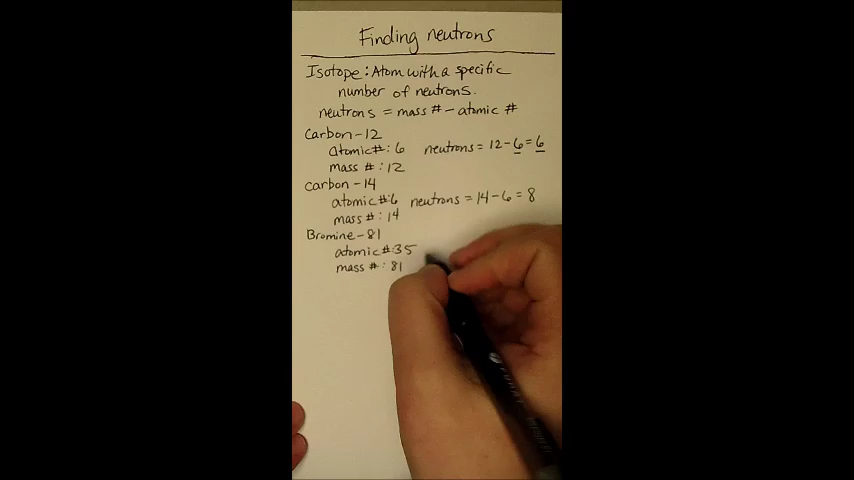 Finding neutrons
Isotope: Atom with a specific
number of neutrons.
neutrons = mass # - atomic #
Carbon-12
atomic#: 6 neutrons = 12-6=6
mass #: 12
Carbon-14
atomic#:6 neutrons = 14-6 = 8
mass #: 14
Bromine-81
atomic#:35
mass #: 81